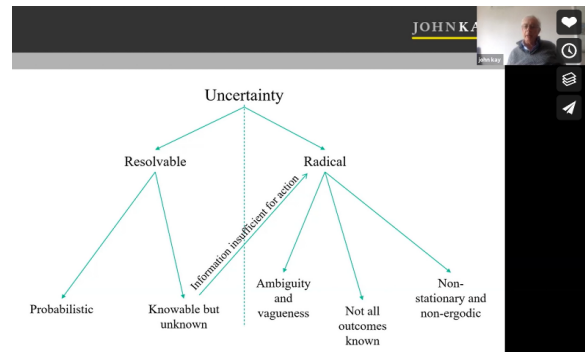 JOHNKA
john kay
Uncertainty
Resolvable
Radical
Information insufficient for action
Probabilistic
Knowable but
unknown
Ambiguity
and
vagueness
Not all
outcomes
known
Non-
stationary and
non-ergodic